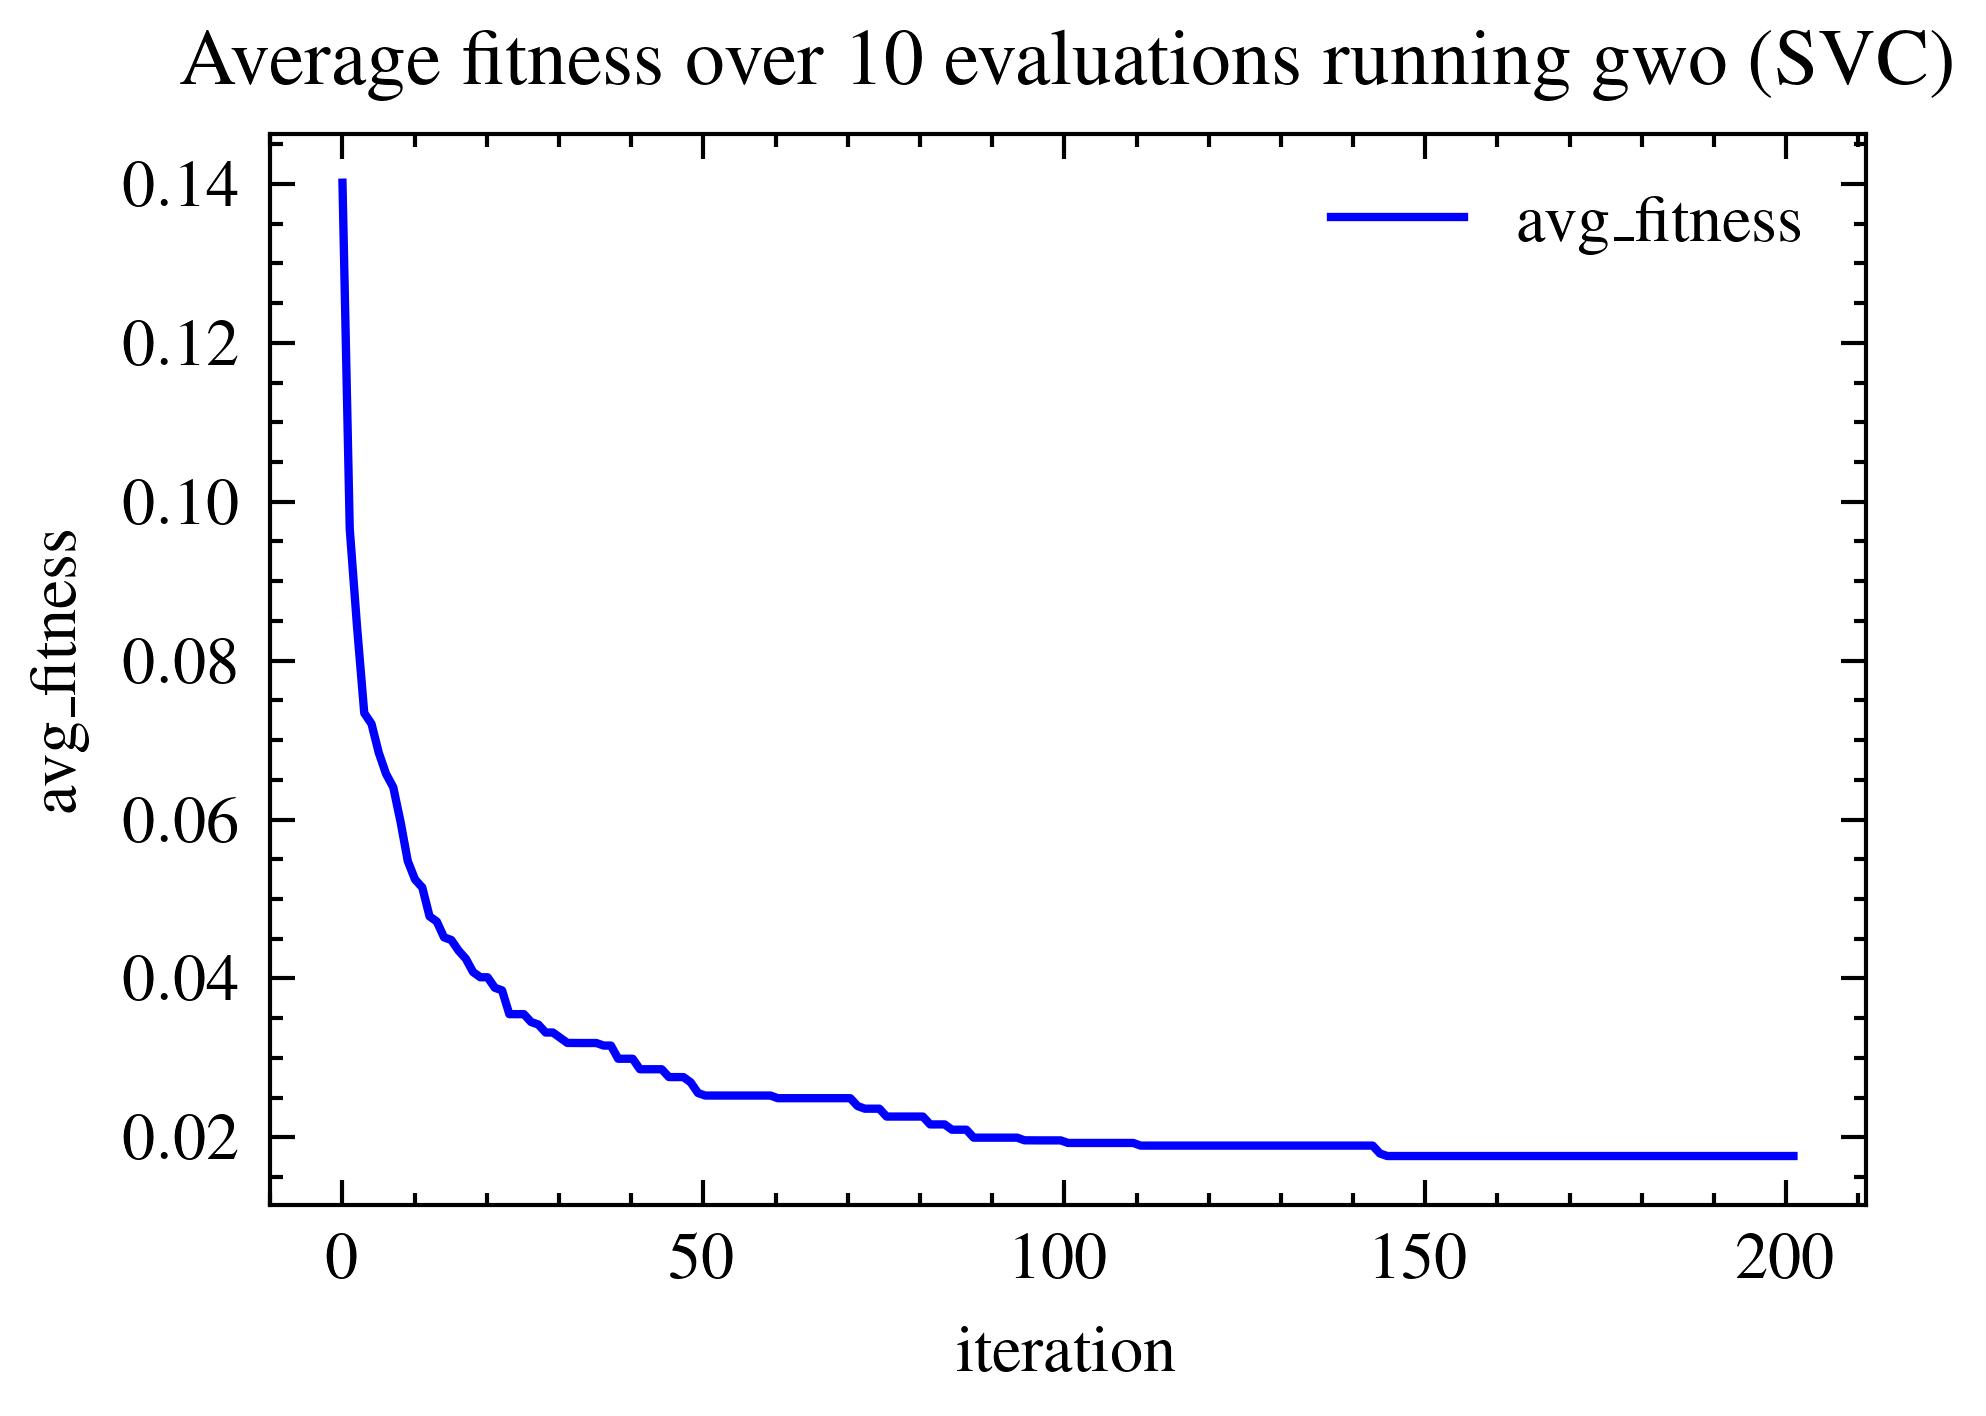 Average fitness over 10 evaluations running gwo (SVC)
avg_fitness
0.14
0.12
0.10
0.08
0.06
0.04
0.02
avg_fitness
0 50 100 150 200
iteration